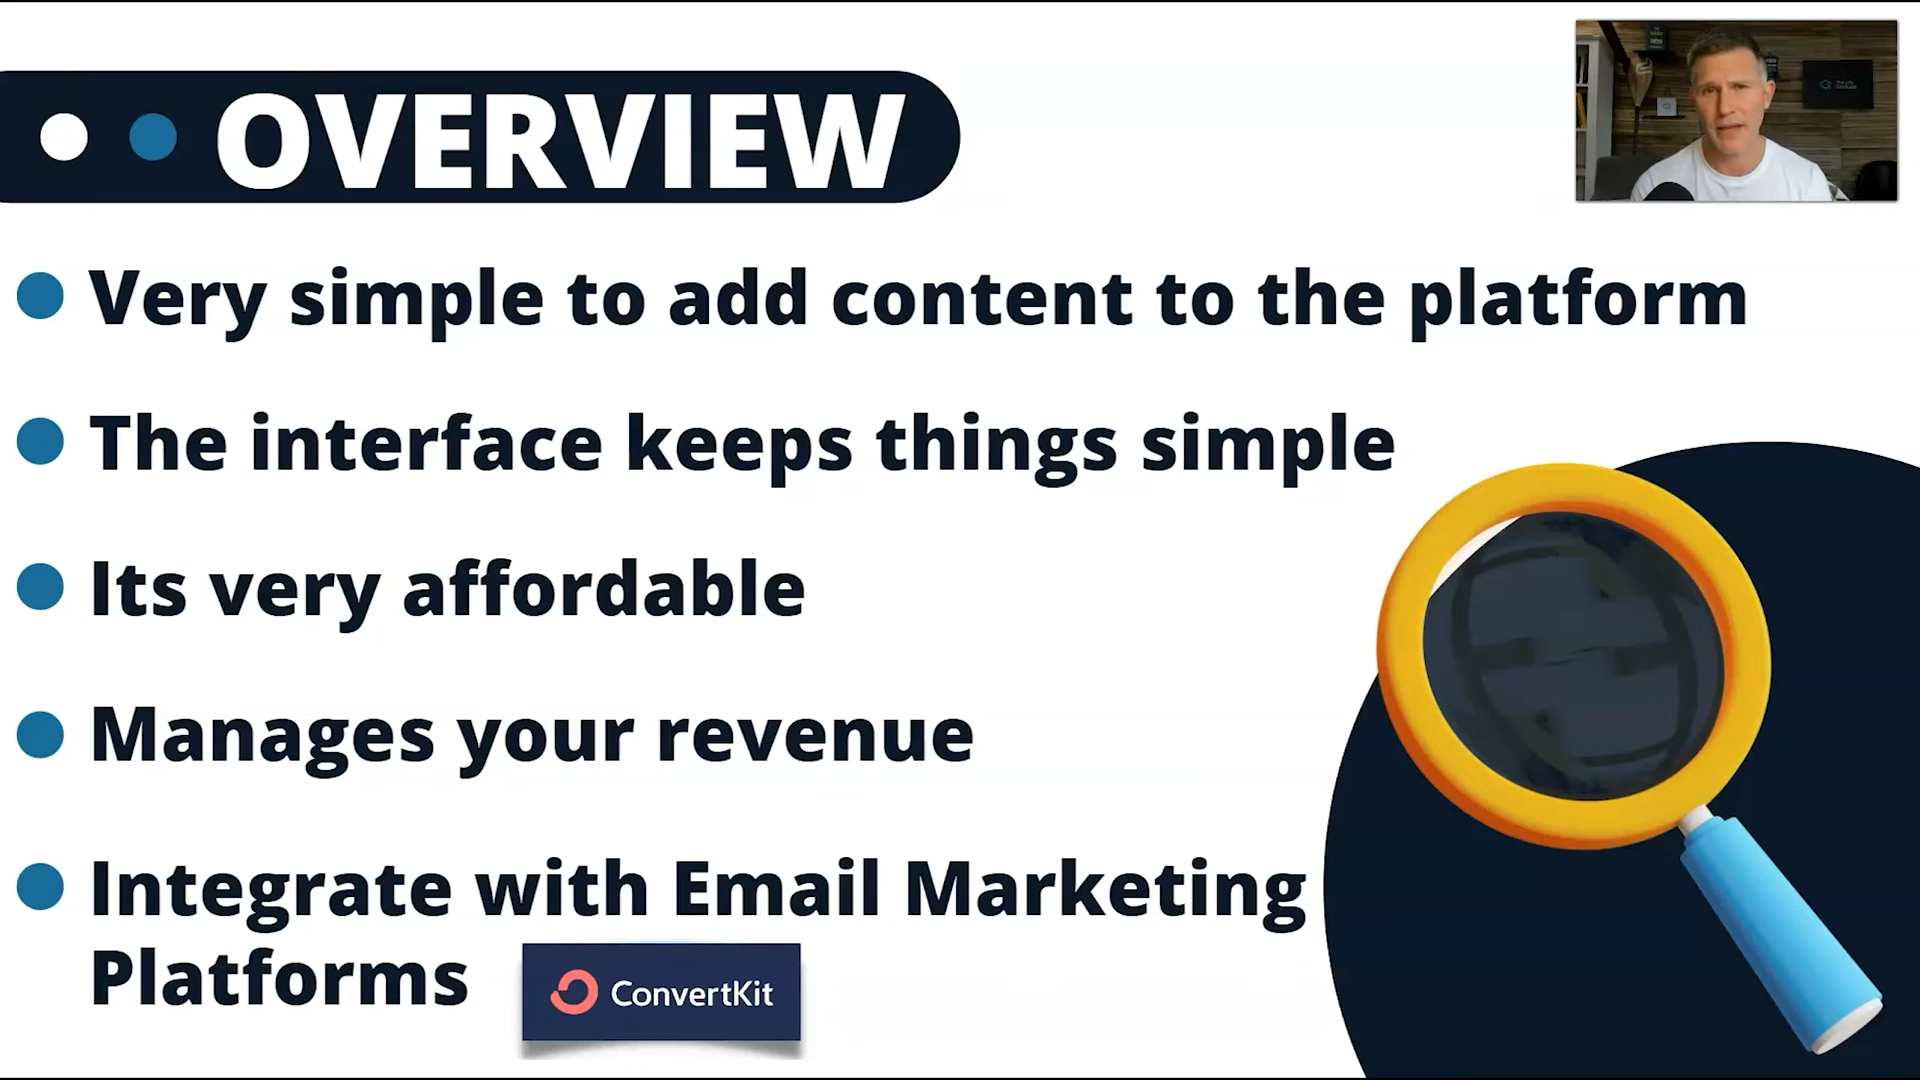 OVERVIEW
Very simple to add content to the platform
The interface keeps things simple
Its very affordable
Manages your revenue
Integrate with Email Marketing
Platforms
ConvertKit